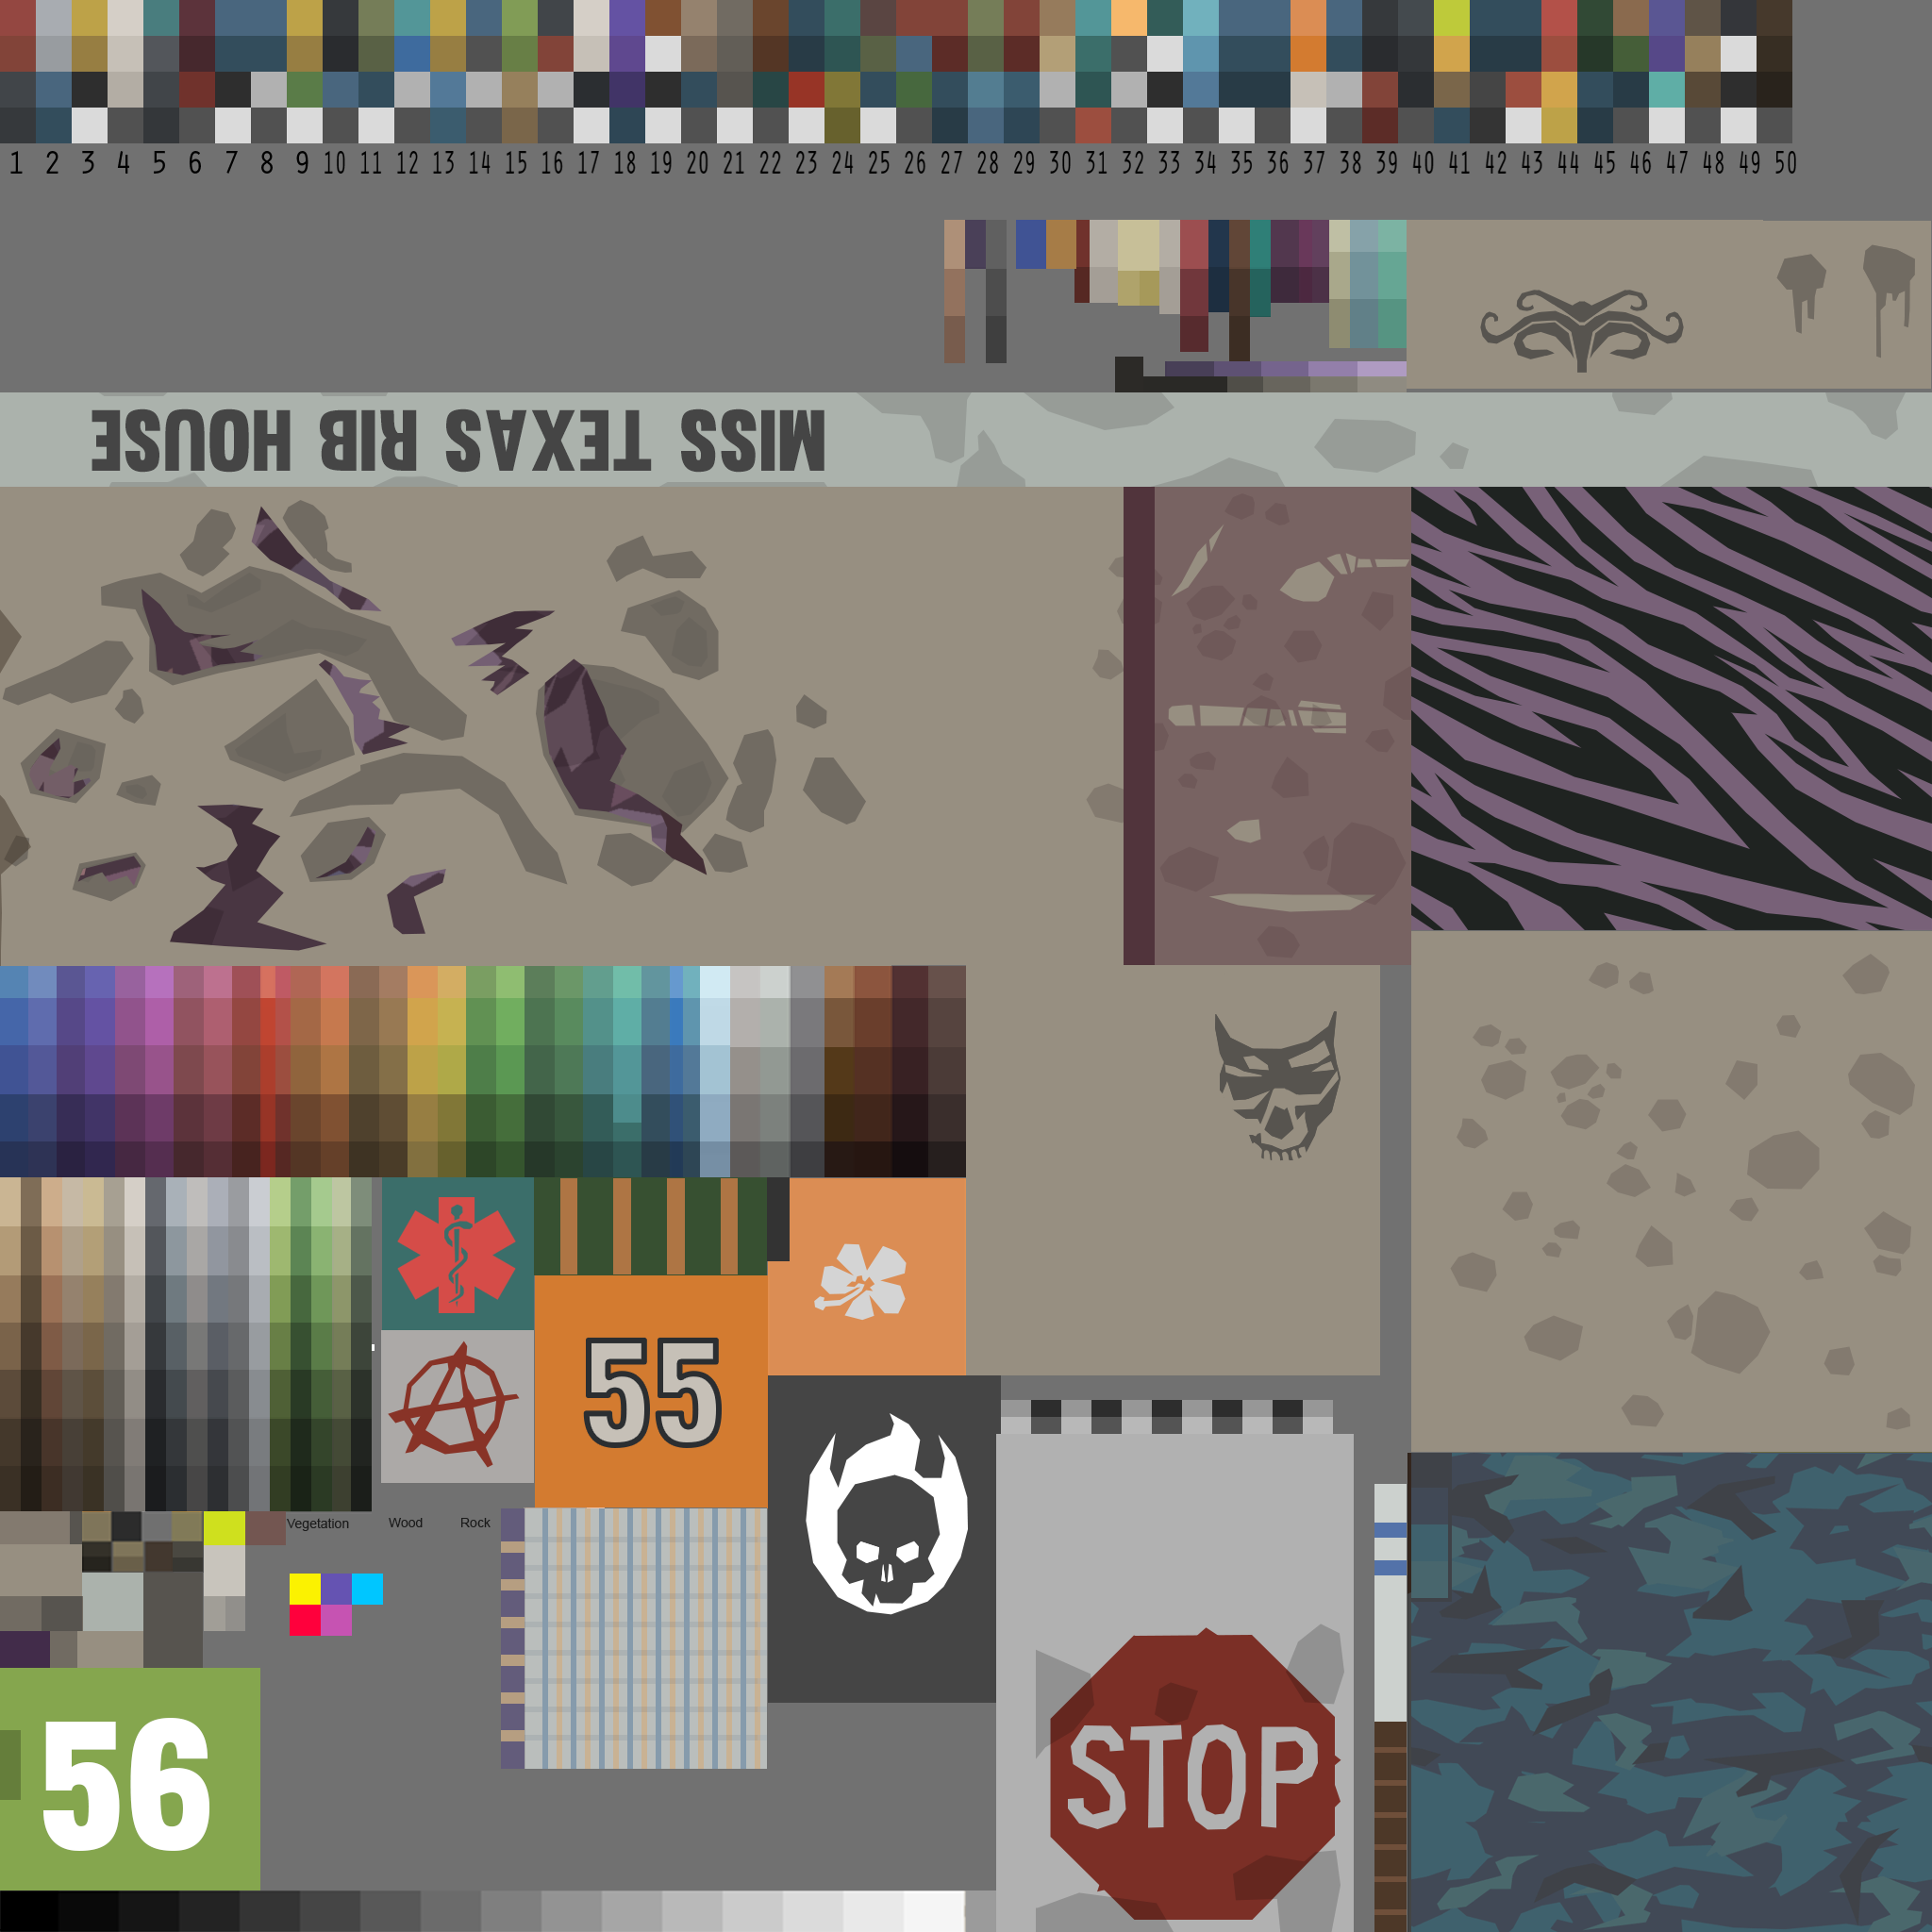 1 2 3 4 5 6 7 8 9 10 11 12 13 14 15 16 17 18 19 20 21 22 23 24 25 26 27 28 29 30 31 32 33 34 35 36 37 38 39 40 41 42 43 44 45 46 47 48 49 50
MISS TEXAS RIB HOUSE
55
Vegetation Wood Rock
56
STOP